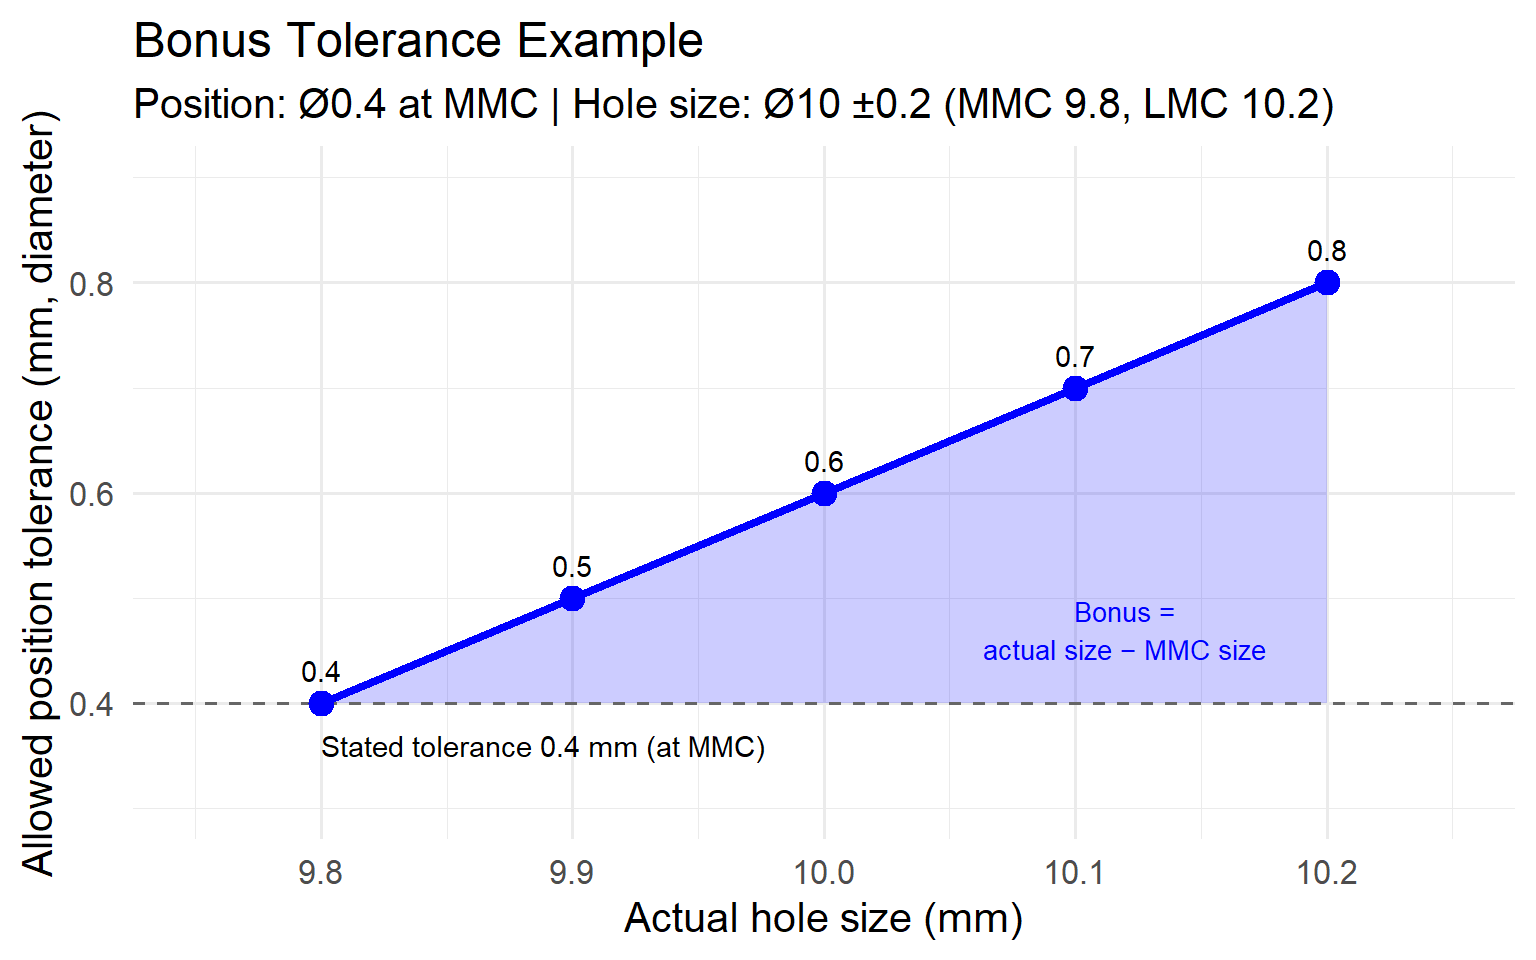 Bonus Tolerance Example
Position: Ø0.4 at MMC | Hole size: Ø10 ±0.2 (MMC 9.8, LMC 10.2)
Allowed position tolerance (mm, diameter)
0.8
0.6
0.4
0.4
0.5
0.6
0.7
0.8
Bonus =
actual size − MMC size
Stated tolerance 0.4 mm (at MMC)
9.8
9.9
10.0
10.1
10.2
Actual hole size (mm)